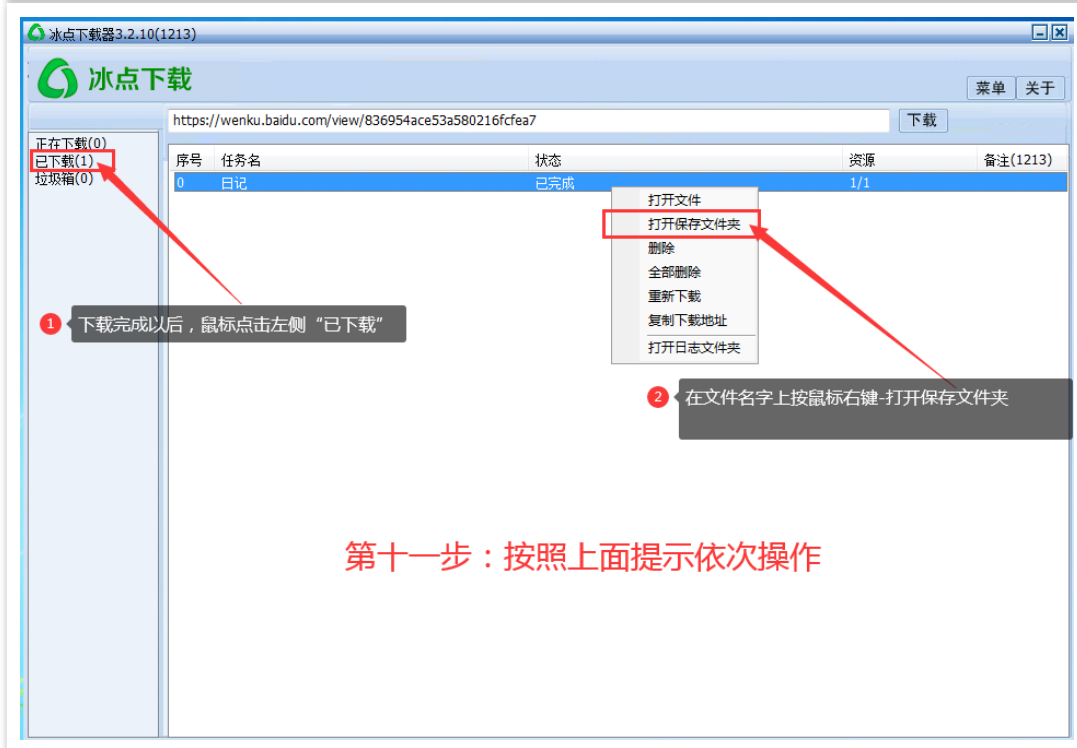 冰点下载器3.2.10(1213)
冰点下载
菜单 关于
https://wenku.baidu.com/view/836954ace53a580216fcfea7 下载
正在下载(0)
已下载(1)
垃圾箱(0)
序号 任务名 状态 资源 备注(1213)
0 日记 已完成 1/1
打开文件
打开保存文件夹
删除
全部删除
重新下载
复制下载地址
打开日志文件夹
1 下载完成以后，鼠标点击左侧“已下载”
2 在文件名字上按鼠标右键-打开保存文件夹
第十一步：按照上面提示依次操作